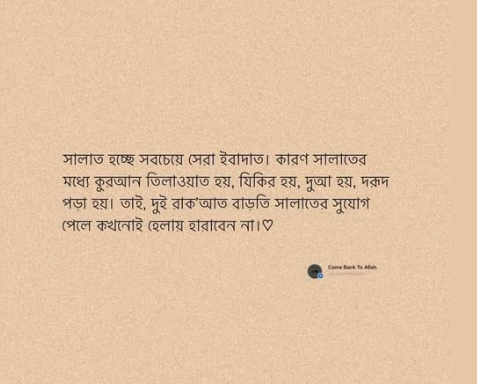 সালাত হচ্ছে সবচেয়ে সেরা ইবাদাত। কারণ সালাতের
মধ্যে কুরআন তিলাওয়াত হয়, যিকির হয়, দুআ হয়, দরূদ
পড়া হয়। তাই, দুই রাক'আত বাড়তি সালাতের সুযোগ
পেলে কখনোই হেলায় হারাবেন না।♡
Come Back To Allah.